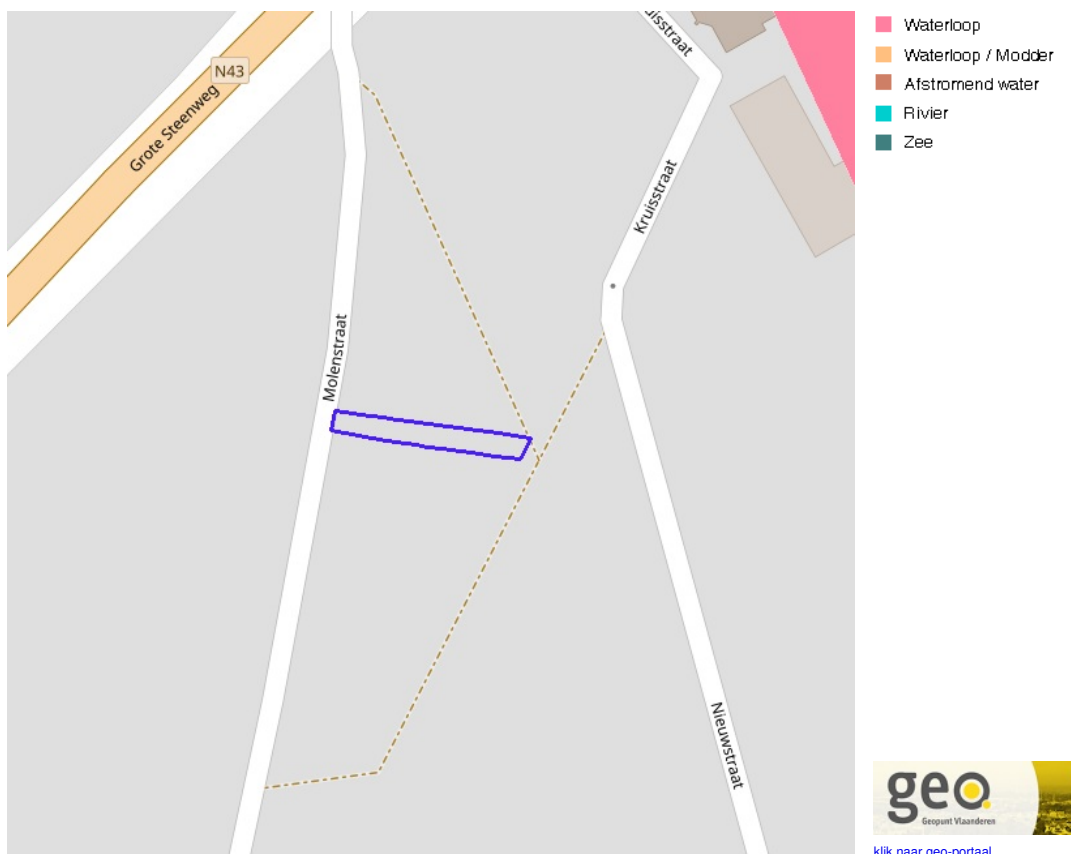 N43
Grote Steenweg
uisstraat
Kruisstraat
Molenstraat
Nieuwstraat
Waterloop
Waterloop / Modder
Afstromend water
Rivier
Zee
geo
Geopunt Vlaanderen
klik naar geo-portaal